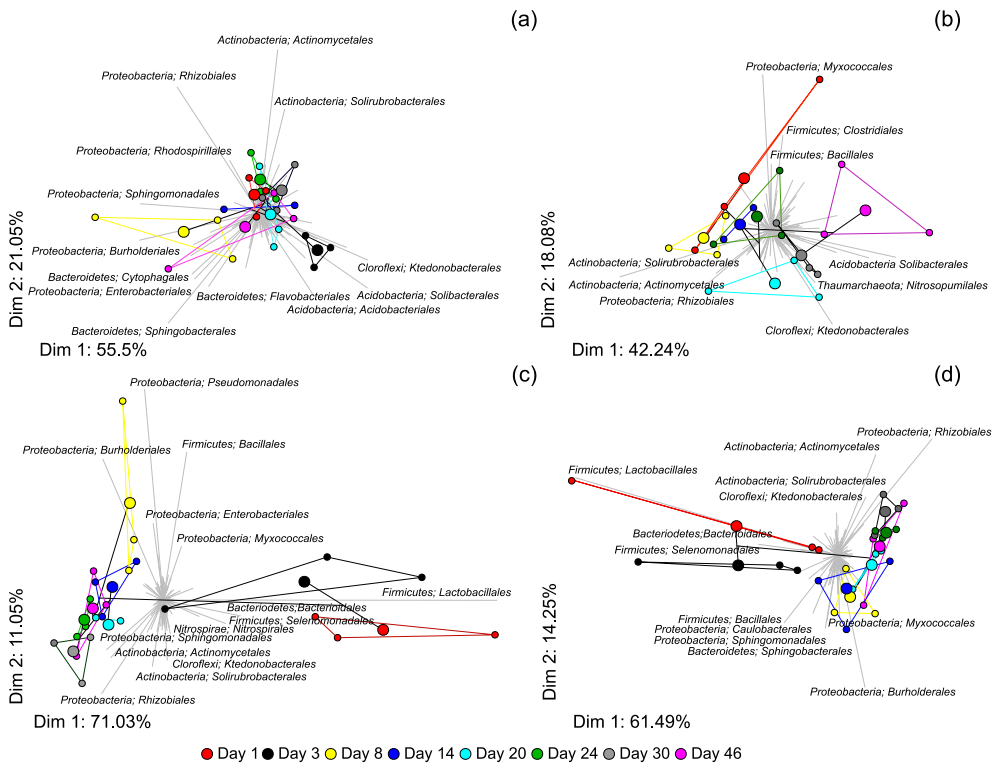 (a)
Actinobacteria; Actinomycetales
Proteobacteria; Rhizobiales
Actinobacteria; Solirubrobacterales
Proteobacteria; Rhodospirillales
Proteobacteria; Sphingomonadales
Proteobacteria; Burholderiales
Bacteroidetes; Cytophagales
Proteobacteria; Enterobacteriales
Bacteroidetes; Flavobacteriales
Bacteroidetes; Sphingobacterales
Cloroflexi; Ktedonobacterales
Acidobacteria; Solibacterales
Acidobacteria; Acidobacteriales
Dim 2: 21.05%
Dim 1: 55.5%
(b)
Proteobacteria; Myxococcales
Firmicutes; Clostridiales
Firmicutes; Bacillales
Actinobacteria; Solirubrobacterales
Actinobacteria; Actinomycetales
Proteobacteria; Rhizobiales
Acidobacteria Solibacterales
Thaumarchaeota; Nitrosopumilales
Cloroflexi; Ktedonobacterales
Dim 2: 18.08%
Dim 1: 42.24%
(c)
Proteobacteria; Pseudomonadales
Proteobacteria; Burholderiales
Firmicutes; Bacillales
Proteobacteria; Enterobacteriales
Proteobacteria; Myxococcales
Firmicutes; Lactobacillales
Bacteriodetes;Bacteriodales
Firmicutes; Selenomonadales
Nitrospirae; Nitrospirales
Proteobacteria; Sphingomonadales
Actinobacteria; Actinomycetales
Cloroflexi; Ktedonobacterales
Actinobacteria; Solirubrobacterales
Proteobacteria; Rhizobiales
Dim 2: 11.05%
Dim 1: 71.03%
(d)
Proteobacteria; Rhizobiales
Actinobacteria; Actinomycetales
Firmicutes; Lactobacillales
Actinobacteria; Solirubrobacterales
Cloroflexi; Ktedonobacterales
Bacteriodetes;Bacteroidales
Firmicutes; Selenomonadales
Firmicutes; Bacillales
Proteobacteria; Caulobacterales
Proteobacteria; Sphingomonadales
Bacteroidetes; Sphingobacterales
Proteobacteria; Myxococcales
Proteobacteria; Burholderales
Dim 2: 14.25%
Dim 1: 61.49%
Day 1 Day 3 Day 8 Day 14 Day 20 Day 24 Day 30 Day 46